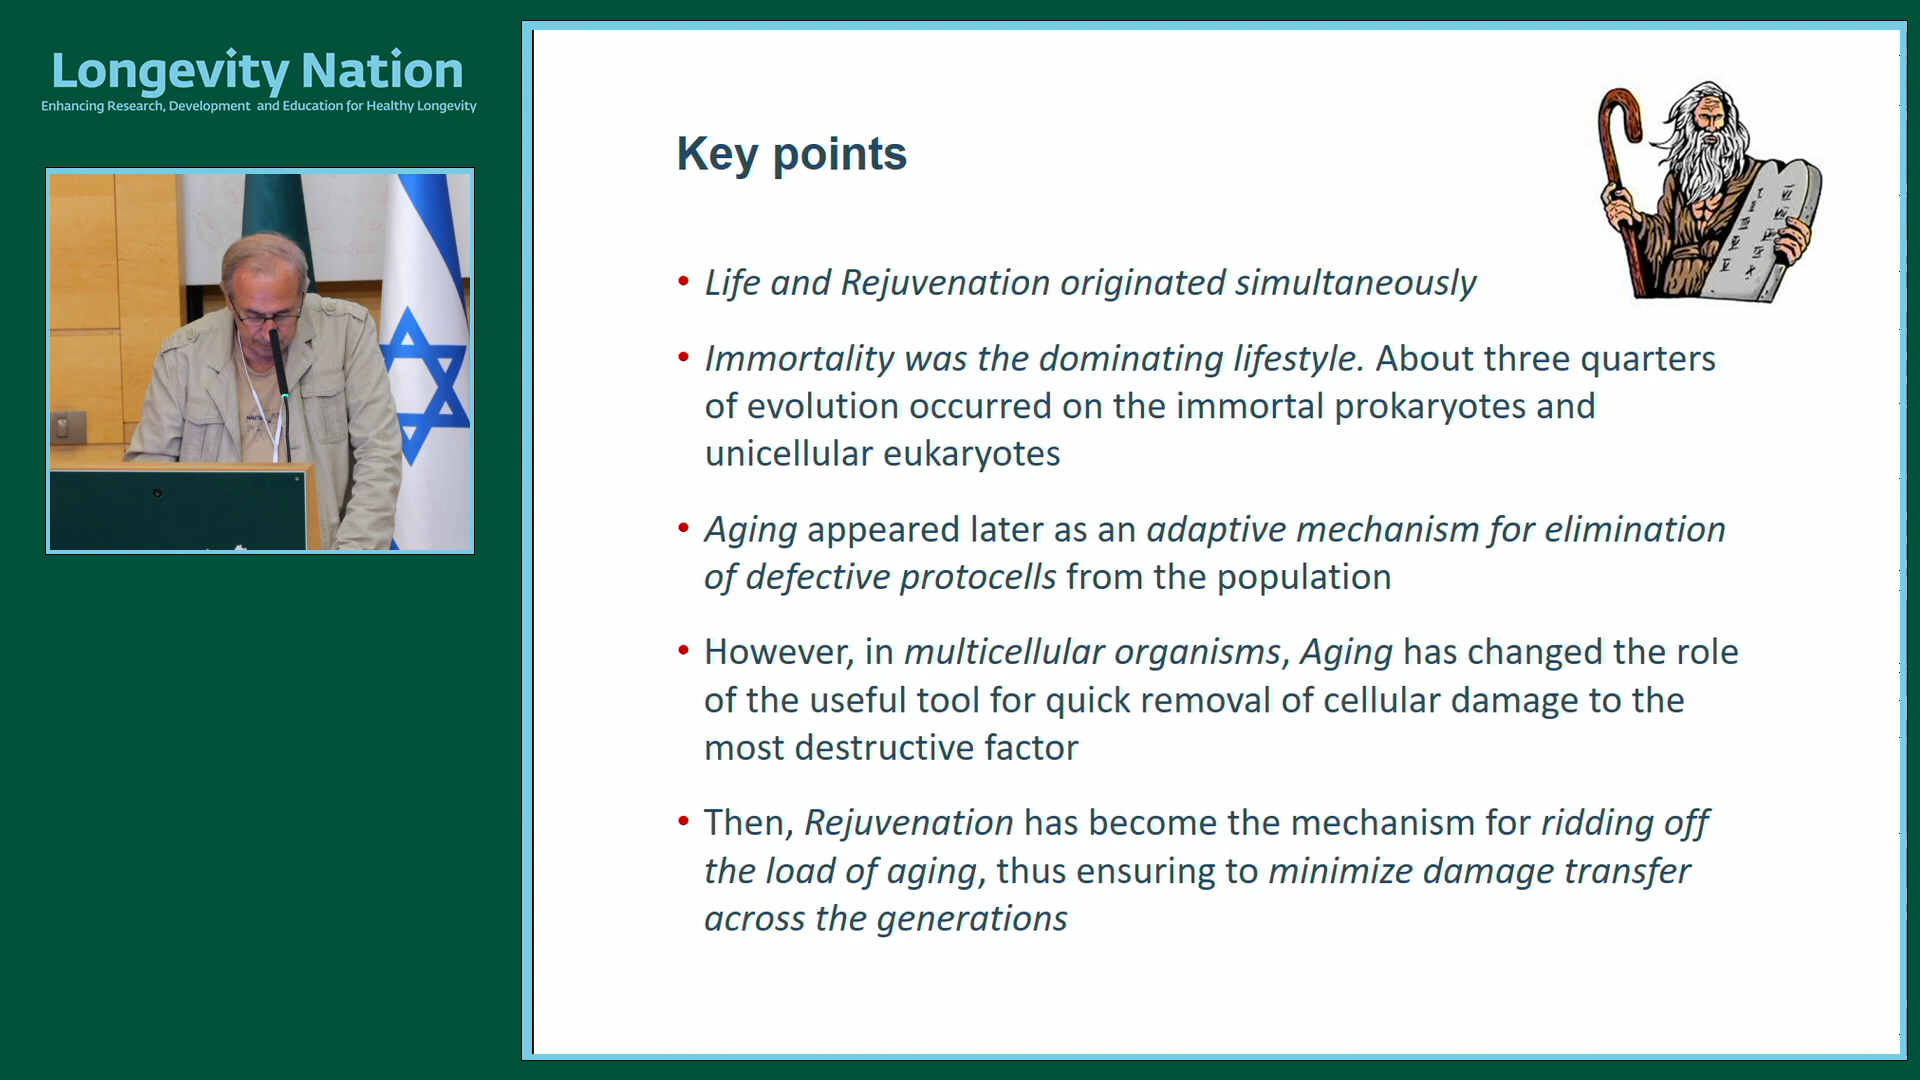 Longevity Nation
Enhancing Research, Development and Education for Healthy Longevity
Key points
• Life and Rejuvenation originated simultaneously
• Immortality was the dominating lifestyle. About three quarters
of evolution occurred on the immortal prokaryotes and
unicellular eukaryotes
• Aging appeared later as an adaptive mechanism for elimination
of defective protocells from the population
• However, in multicellular organisms, Aging has changed the role
of the useful tool for quick removal of cellular damage to the
most destructive factor
• Then, Rejuvenation has become the mechanism for ridding off
the load of aging, thus ensuring to minimize damage transfer
across the generations